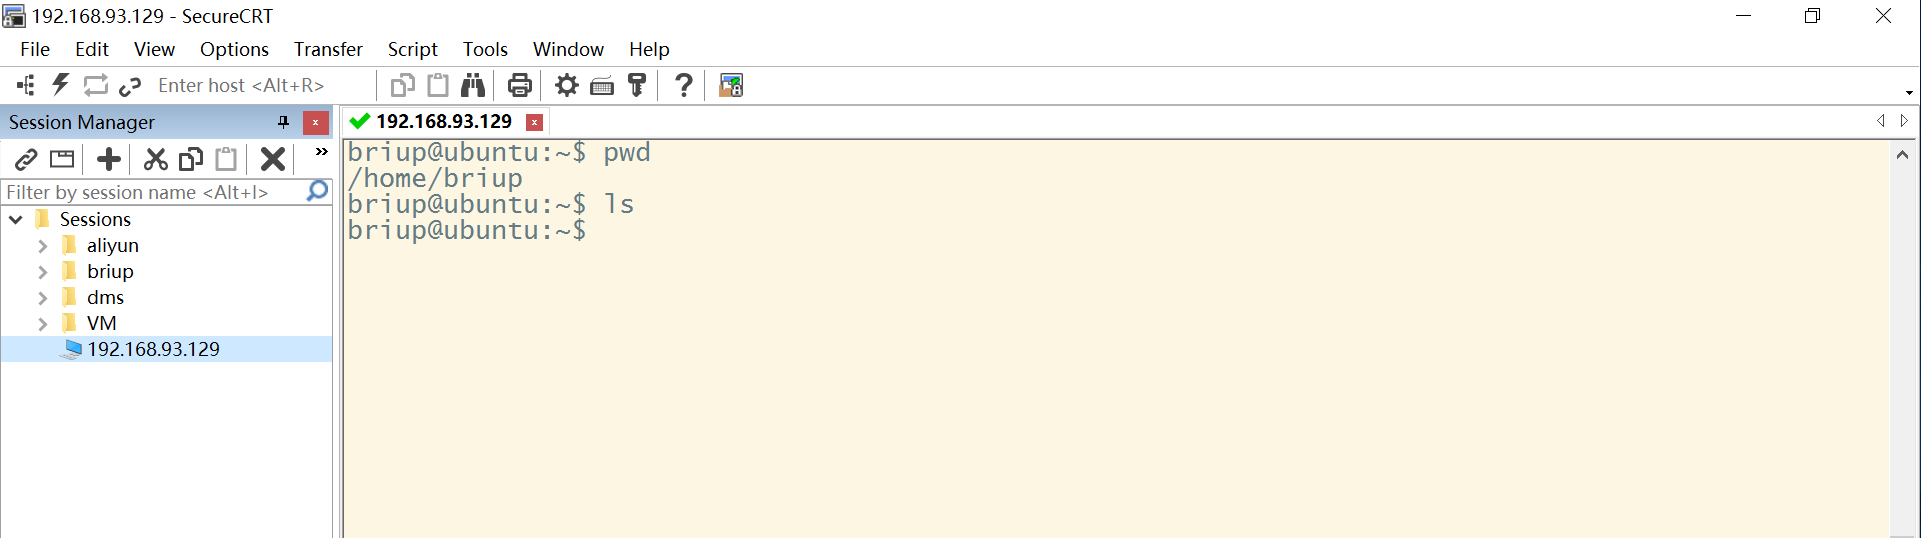 192.168.93.129 - SecureCRT
File Edit View Options Transfer Script Tools Window Help
Enter host <Alt+R>
Session Manager
192.168.93.129
Filter by session name <Alt+I>
Sessions
aliyun
briup
dms
VM
192.168.93.129
briup@ubuntu:~$ pwd
/home/briup
briup@ubuntu:~$ ls
briup@ubuntu:~$